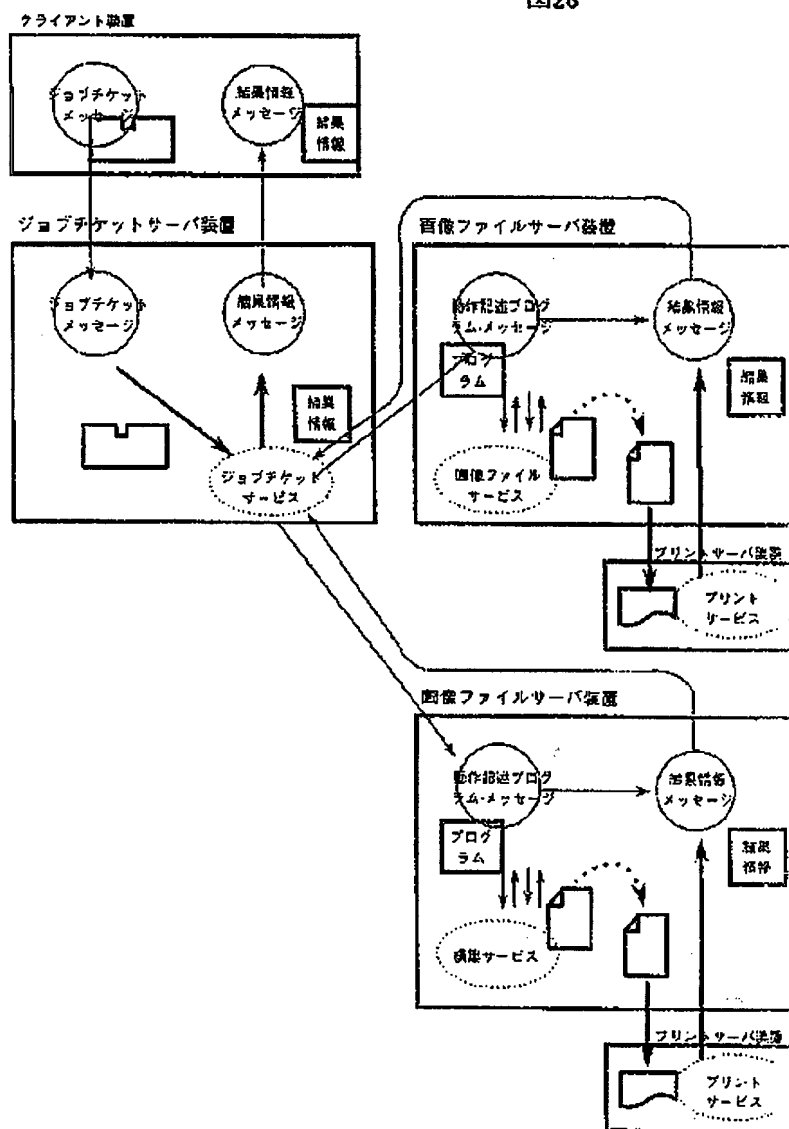 図28
クライアント装置
ジョブチケット
メッセージ
結果情報
メッセージ
結果
情報
ジョブチケットサーバ装置
ジョブチケット
メッセージ
結果情報
メッセージ
結果
情報
ジョブチケット
サービス
画像ファイルサーバ装置
動作記述プログ
ラム・メッセージ
プログ
ラム
結果情報
メッセージ
結果
情報
画像ファイル
サービス
プリントサーバ装置
プリント
サービス
画像ファイルサーバ装置
動作記述プログ
ラム・メッセージ
プログ
ラム
結果情報
メッセージ
結果
情報
サービス
プリントサーバ装置
プリント
サービス